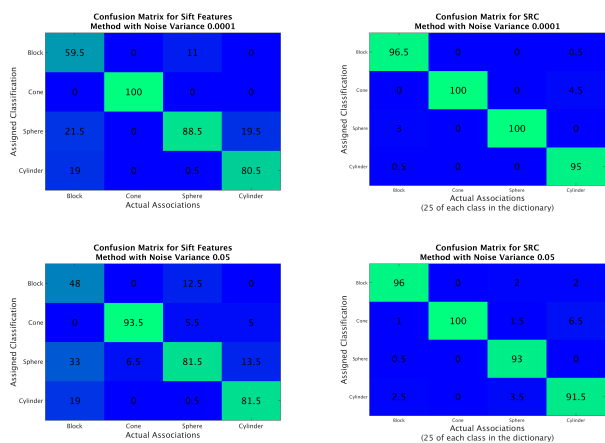 Confusion Matrix for Sift Features
Method with Noise Variance 0.0001
Assigned Classification
Block 59.5 0 11 0
Cone 0 100 0 0
Sphere 21.5 0 88.5 19.5
Cylinder 19 0 0.5 80.5
Block Cone Sphere Cylinder
Actual Associations
Confusion Matrix for SRC
Method with Noise Variance 0.0001
Assigned Classification
Block 96.5 0 0 0.5
Cone 0 100 0 4.5
Sphere 3 0 100 0
Cylinder 0.5 0 0 95
Block Cone Sphere Cylinder
Actual Associations
(25 of each class in the dictionary)
Confusion Matrix for Sift Features
Method with Noise Variance 0.05
Assigned Classification
Block 48 0 12.5 0
Cone 0 93.5 5.5 5
Sphere 33 6.5 81.5 13.5
Cylinder 19 0 0.5 81.5
Block Cone Sphere Cylinder
Actual Associations
Confusion Matrix for SRC
Method with Noise Variance 0.05
Assigned Classification
Block 96 0 2 2
Cone 1 100 1.5 6.5
Sphere 0.5 0 93 0
Cylinder 2.5 0 3.5 91.5
Block Cone Sphere Cylinder
Actual Associations
(25 of each class in the dictionary)